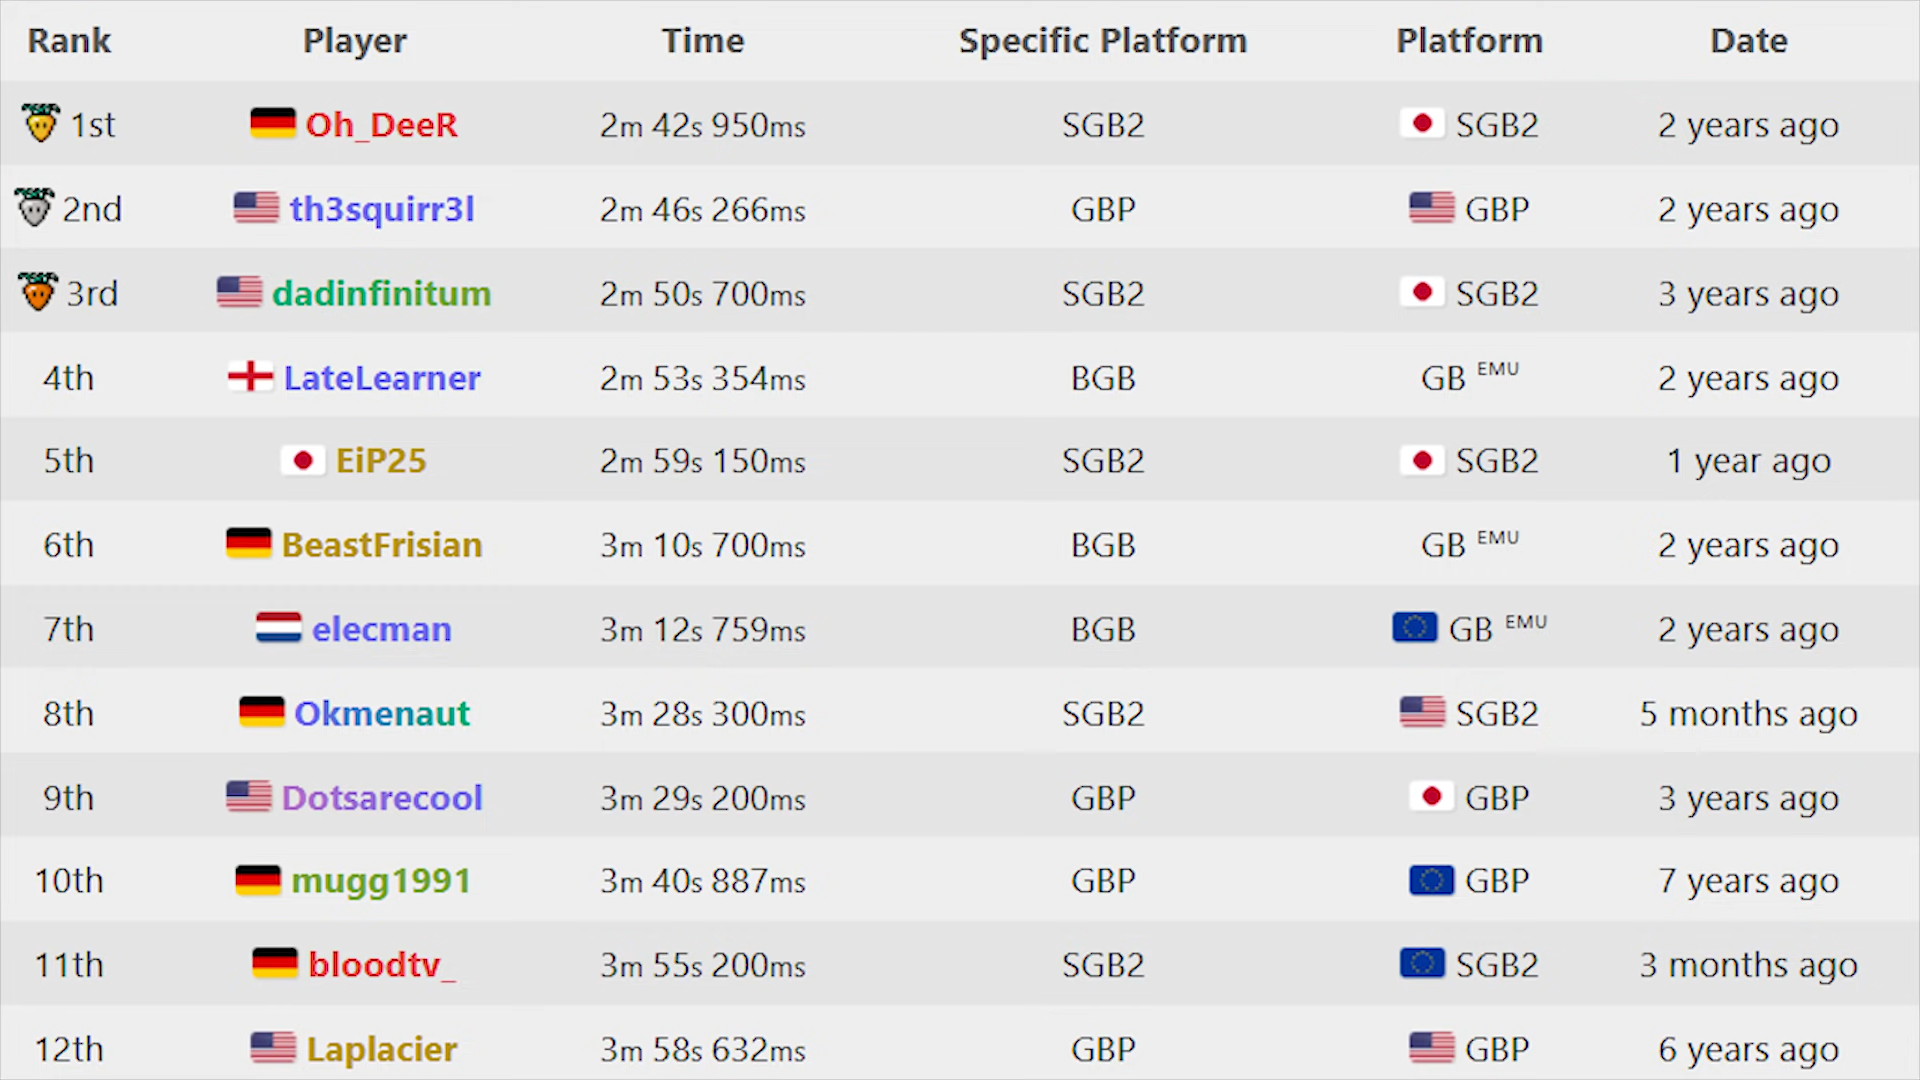 Rank Player Time Specific Platform Platform Date
1st Oh_DeeR 2m 42s 950ms SGB2 SGB2 2 years ago
2nd th3squirr3l 2m 46s 266ms GBP GBP 2 years ago
3rd dadinfinitum 2m 50s 700ms SGB2 SGB2 3 years ago
4th LateLearner 2m 53s 354ms BGB GB EMU 2 years ago
5th EiP25 2m 59s 150ms SGB2 SGB2 1 year ago
6th BeastFrisian 3m 10s 700ms BGB GB EMU 2 years ago
7th elecman 3m 12s 759ms BGB GB EMU 2 years ago
8th Okmenaut 3m 28s 300ms SGB2 SGB2 5 months ago
9th Dotsarecool 3m 29s 200ms GBP GBP 3 years ago
10th mugg1991 3m 40s 887ms GBP GBP 7 years ago
11th bloodtv_ 3m 55s 200ms SGB2 SGB2 3 months ago
12th Laplacier 3m 58s 632ms GBP GBP 6 years ago